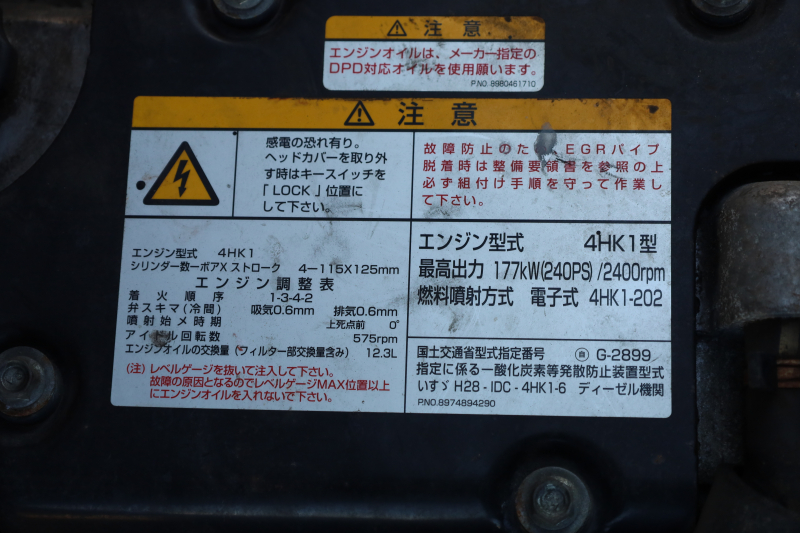 注意
エンジンオイルは、メーカー指定の
DPD対応オイルを使用願います。
P.NO. 8980461710
注意
感電の恐れ有り。
ヘッドカバーを取り外
す時はキースイッチを
「LOCK」位置に
して下さい。
故障防止のた EGRパイプ
脱着時は整備要領書を参照の上
必ず組付け手順を守って作業し
て下さい。
エンジン型式 4HK1
シリンダー数ーボアX ストローク 4ー115X125mm
エンジン調整表
着火順序 1-3-4-2
弁スキマ(冷間) 吸気0.6mm 排気0.6mm
噴射始メ時期 上死点前 0°
アイドル回転数 575rpm
エンジンオイルの交換量(フィルター部交換量含み) 12.3L
(注)レベルゲージを抜いて注入して下さい。
故障の原因となるのでレベルゲージMAX位置以上
にエンジンオイルを入れないで下さい。
エンジン型式 4HK1型
最高出力 177kW(240PS)/2400rpm
燃料噴射方式 電子式 4HK1-202
国土交通省型式指定番号 自 G-2899
指定に係る一酸化炭素等発散防止装置型式
いすゞ H28-IDC-4HK1-6 ディーゼル機関
P.NO.8974894290